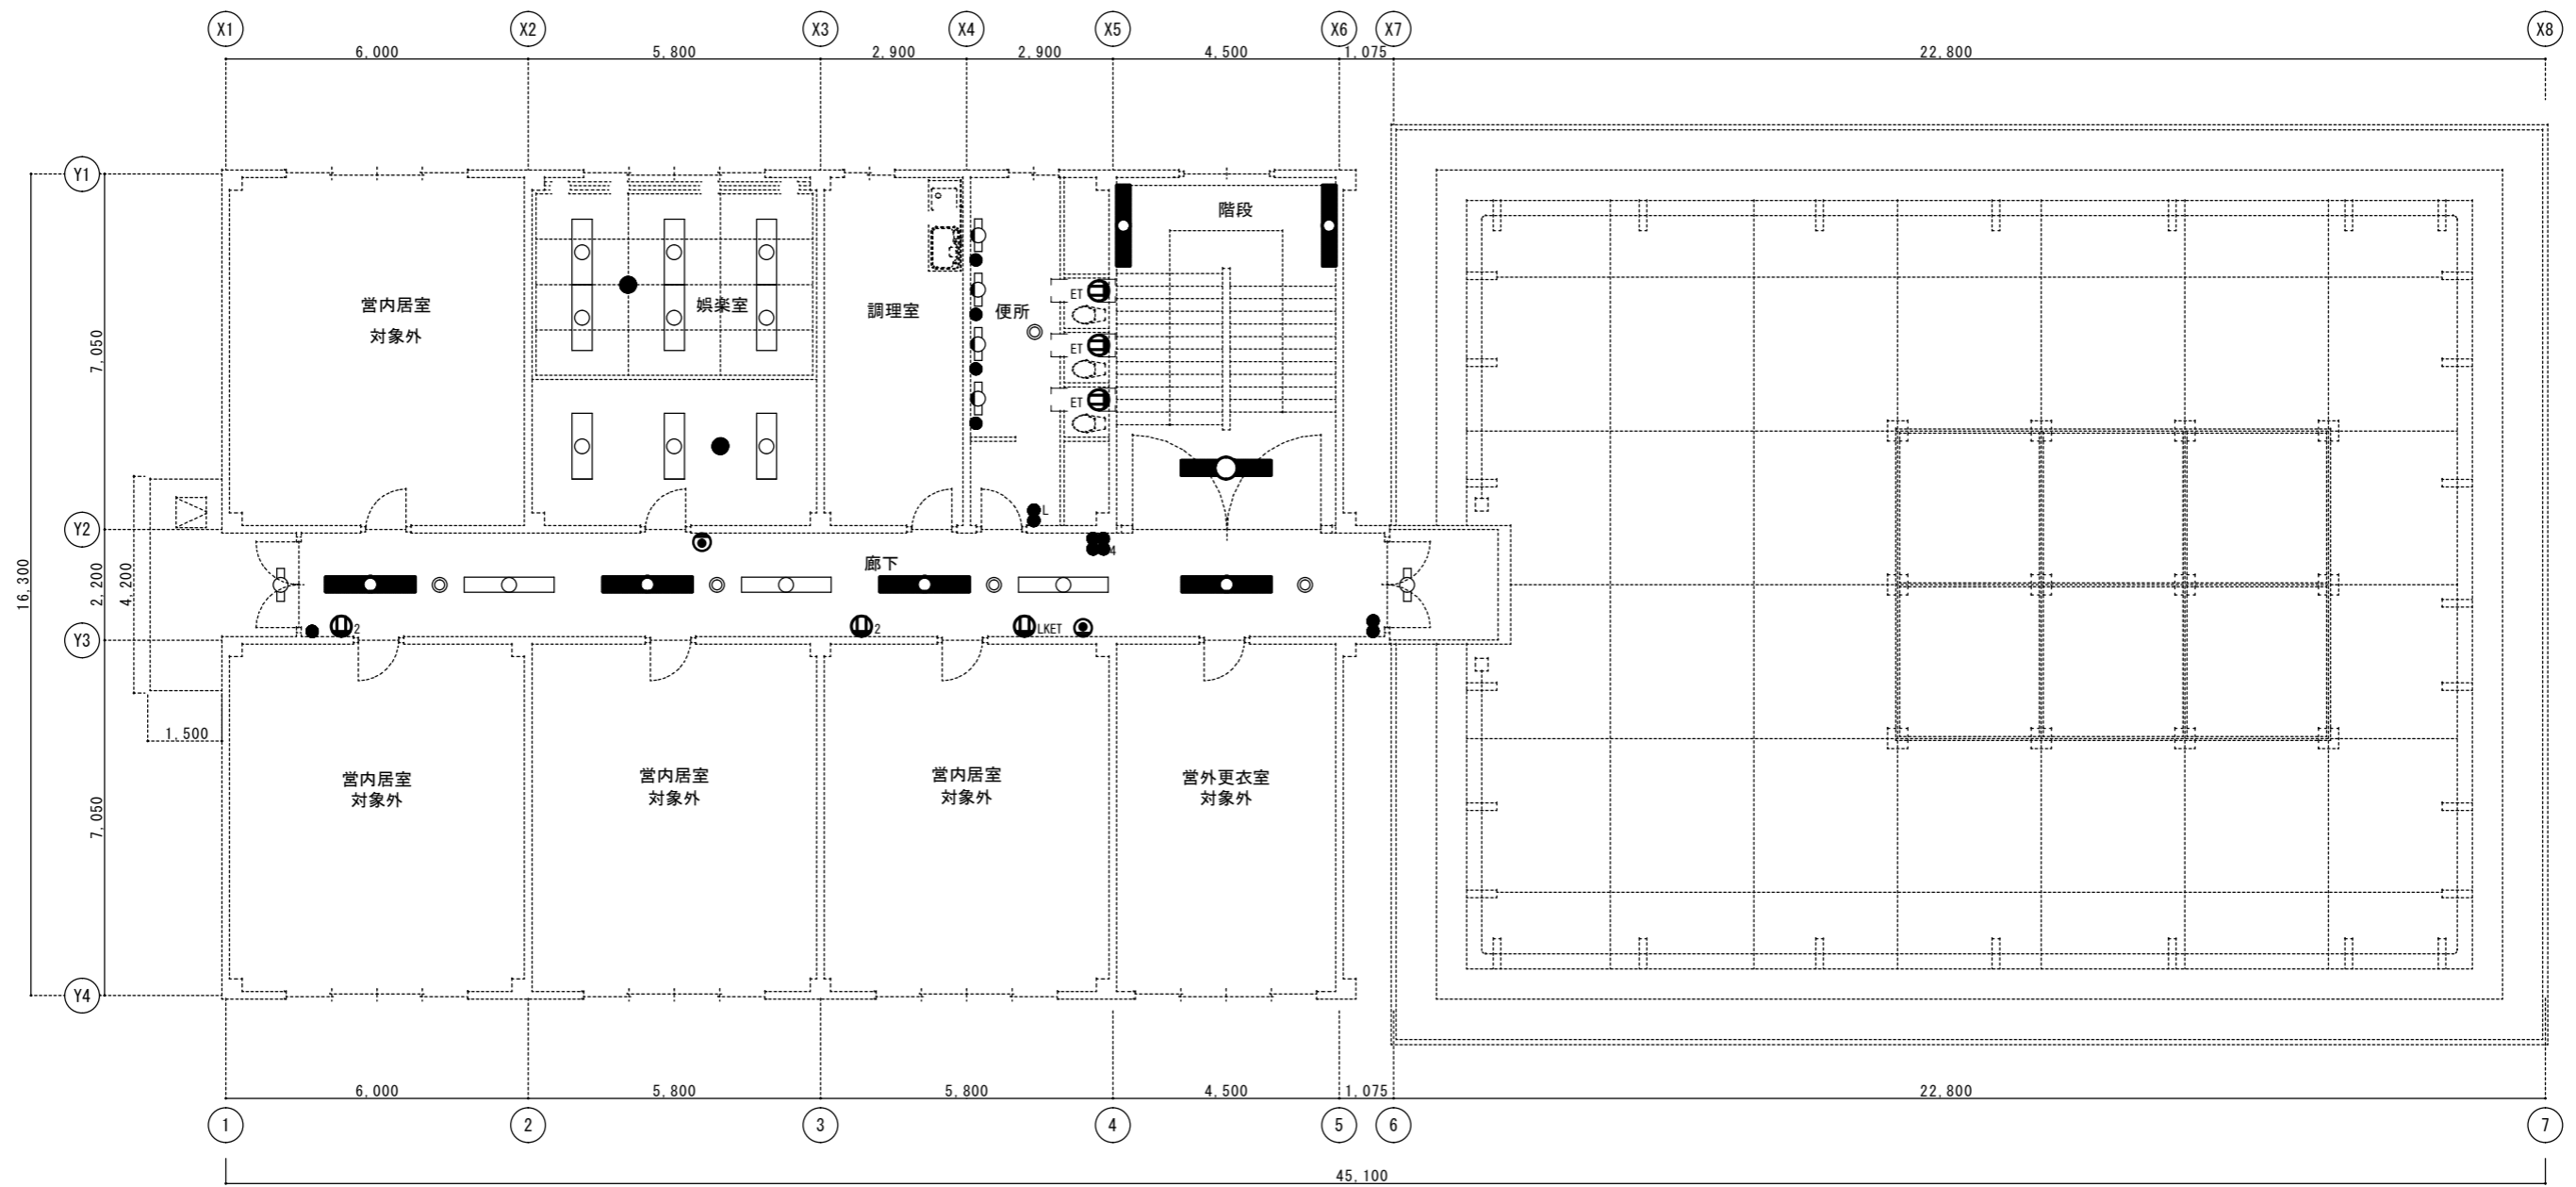 X1 X2 X3 X4 X5 X6 X7 X8
6,000 5,800 2,900 2,900 4,500 1,075 22,800
Y1
階段
ET
営内居室
対象外
娯楽室
調理室
便所
ET
7,050
ET
L
Y2
4
廊下
16,300
2,200
4,200
2
2
LKET
Y3
1,500
営内居室
対象外
営内居室
対象外
営内居室
対象外
営外更衣室
対象外
7,050
Y4
6,000 5,800 5,800 4,500 1,075 22,800
1 2 3 4 5 6 7
45,100